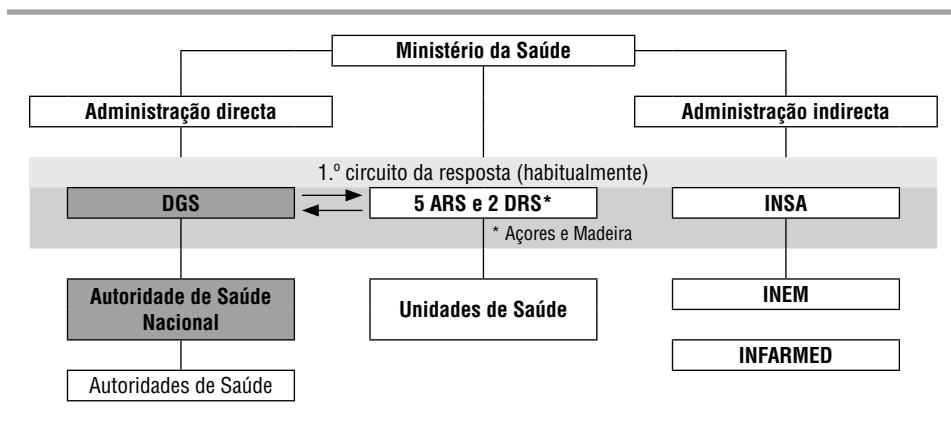 Ministério da Saúde
Administração directa
Administração indirecta
1.º circuito da resposta (habitualmente)
DGS
5 ARS e 2 DRS*
INSA
* Açores e Madeira
Autoridade de Saúde
Nacional
Unidades de Saúde
INEM
INFARMED
Autoridades de Saúde